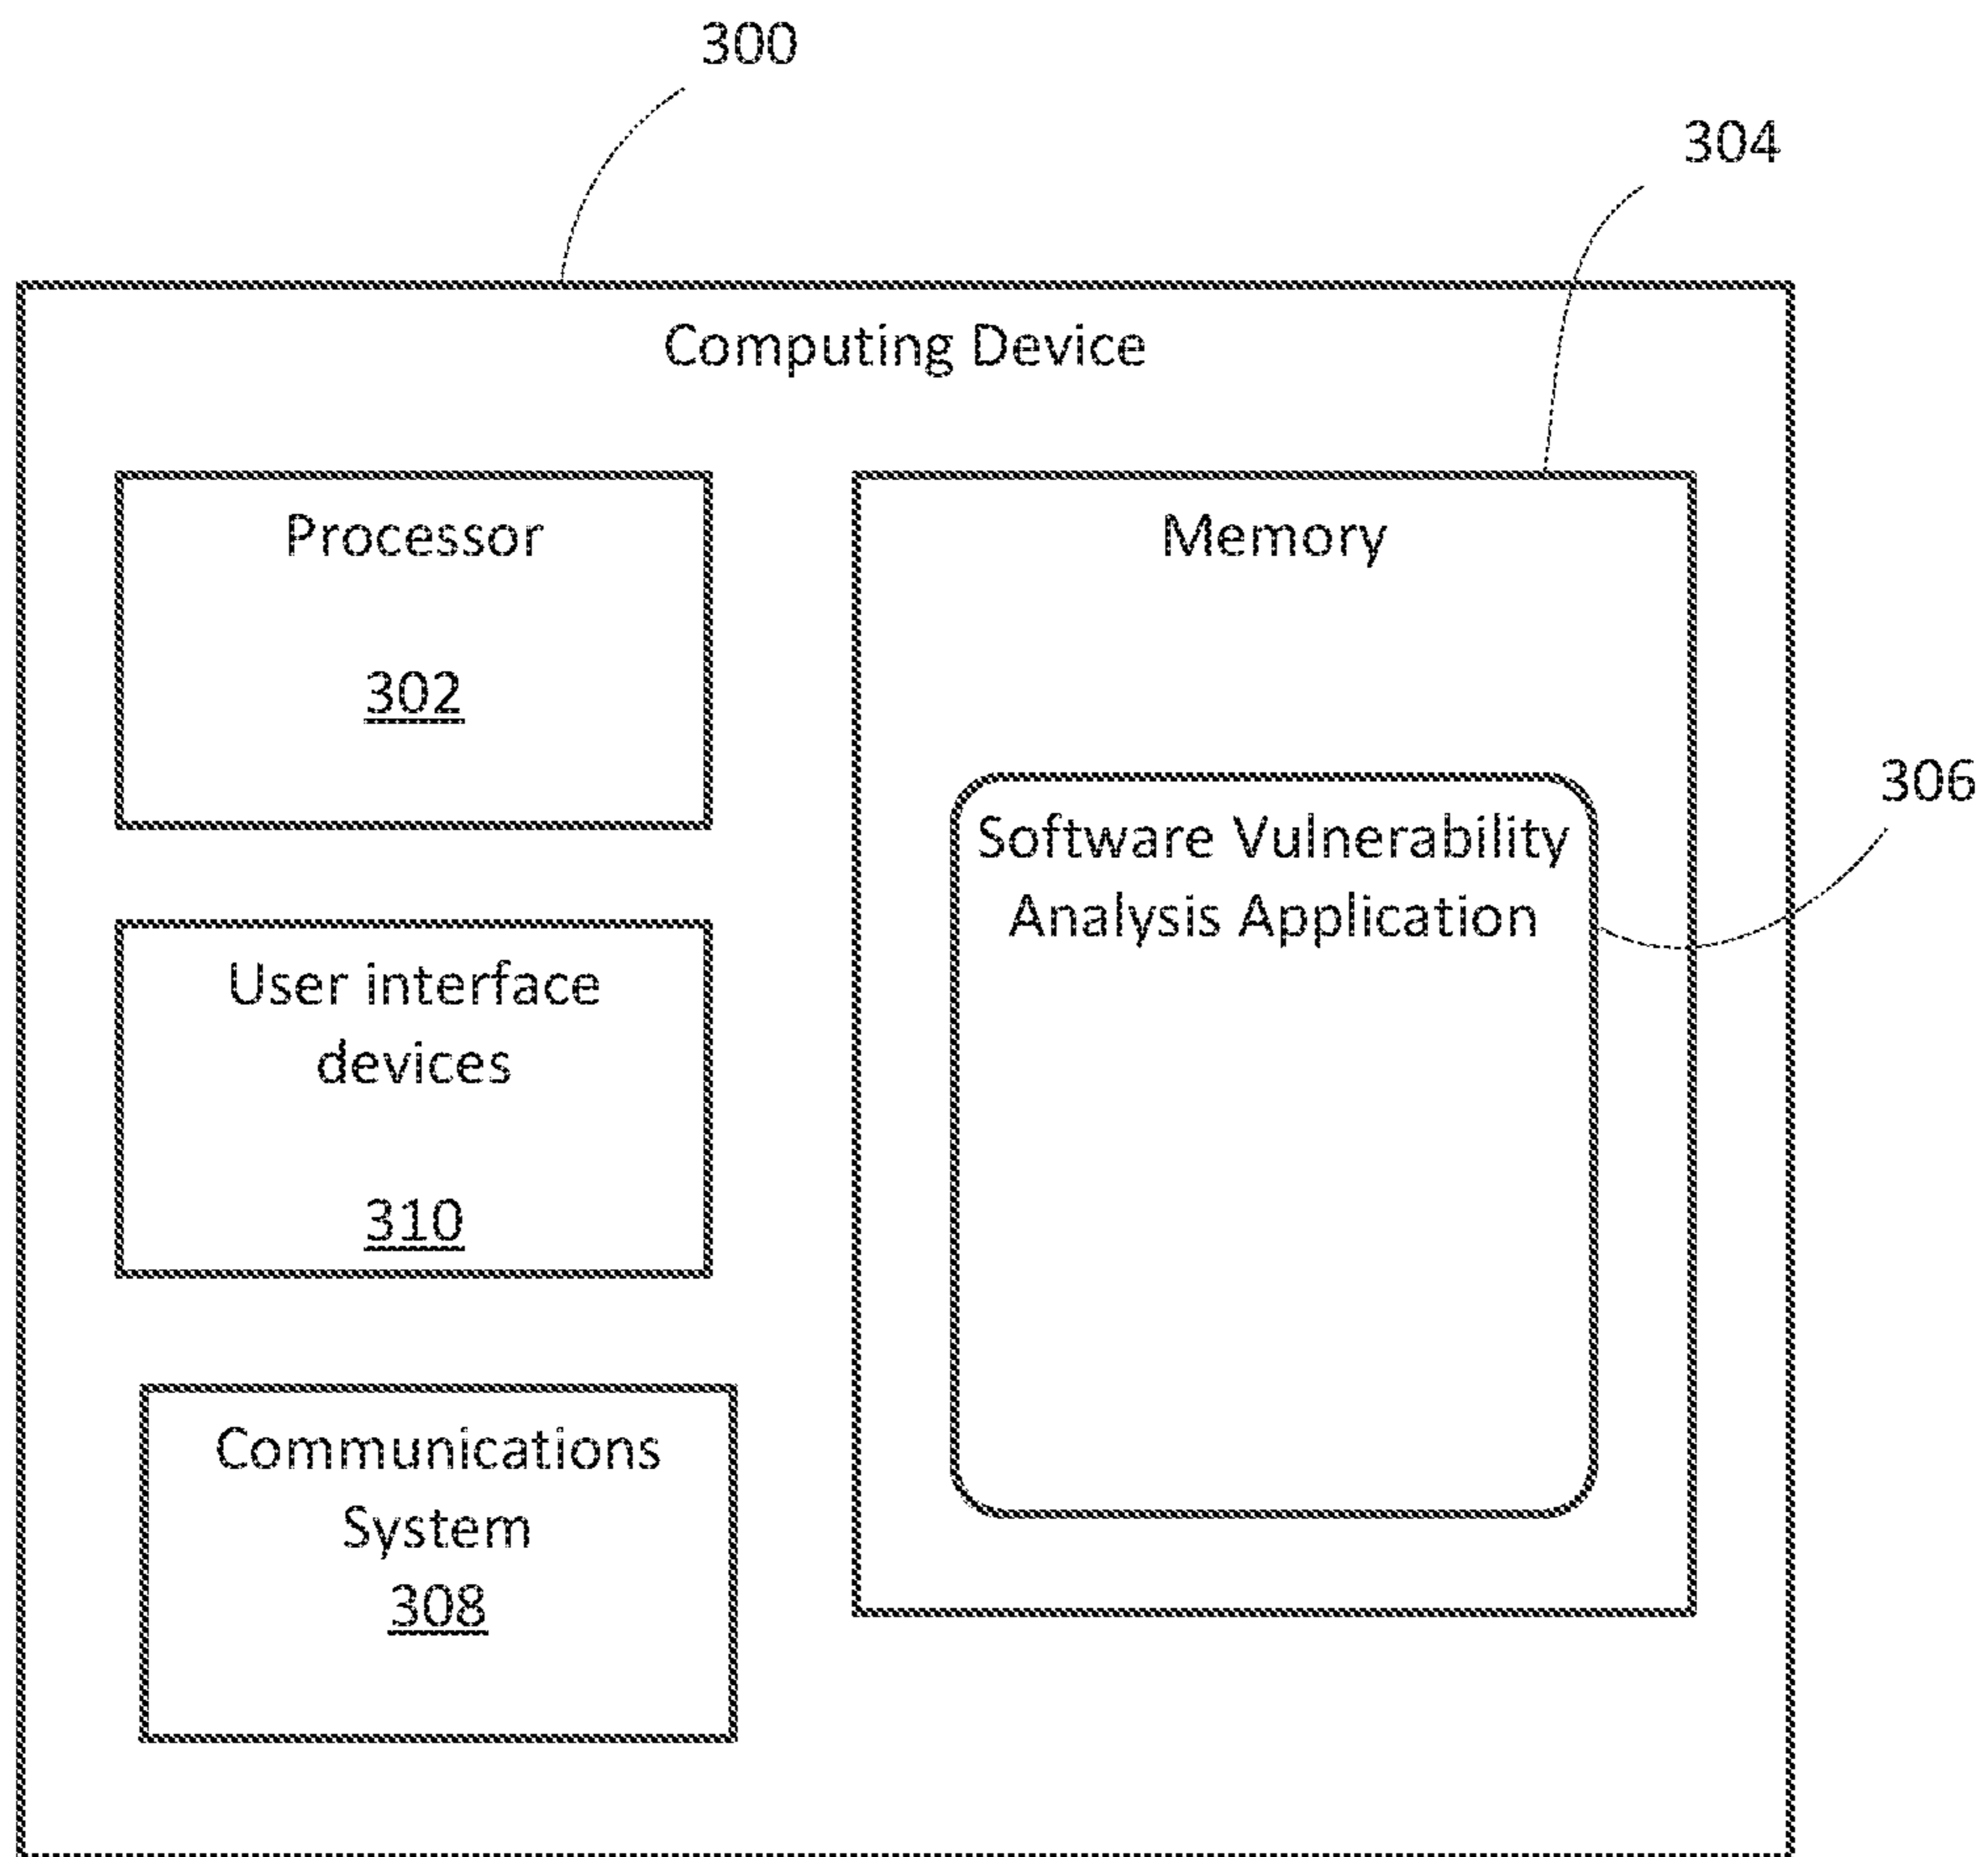 300
304
Computing Device
Processor
302
Memory
Software Vulnerability
Analysis Application
306
User interface
devices
310
Communications
System
308